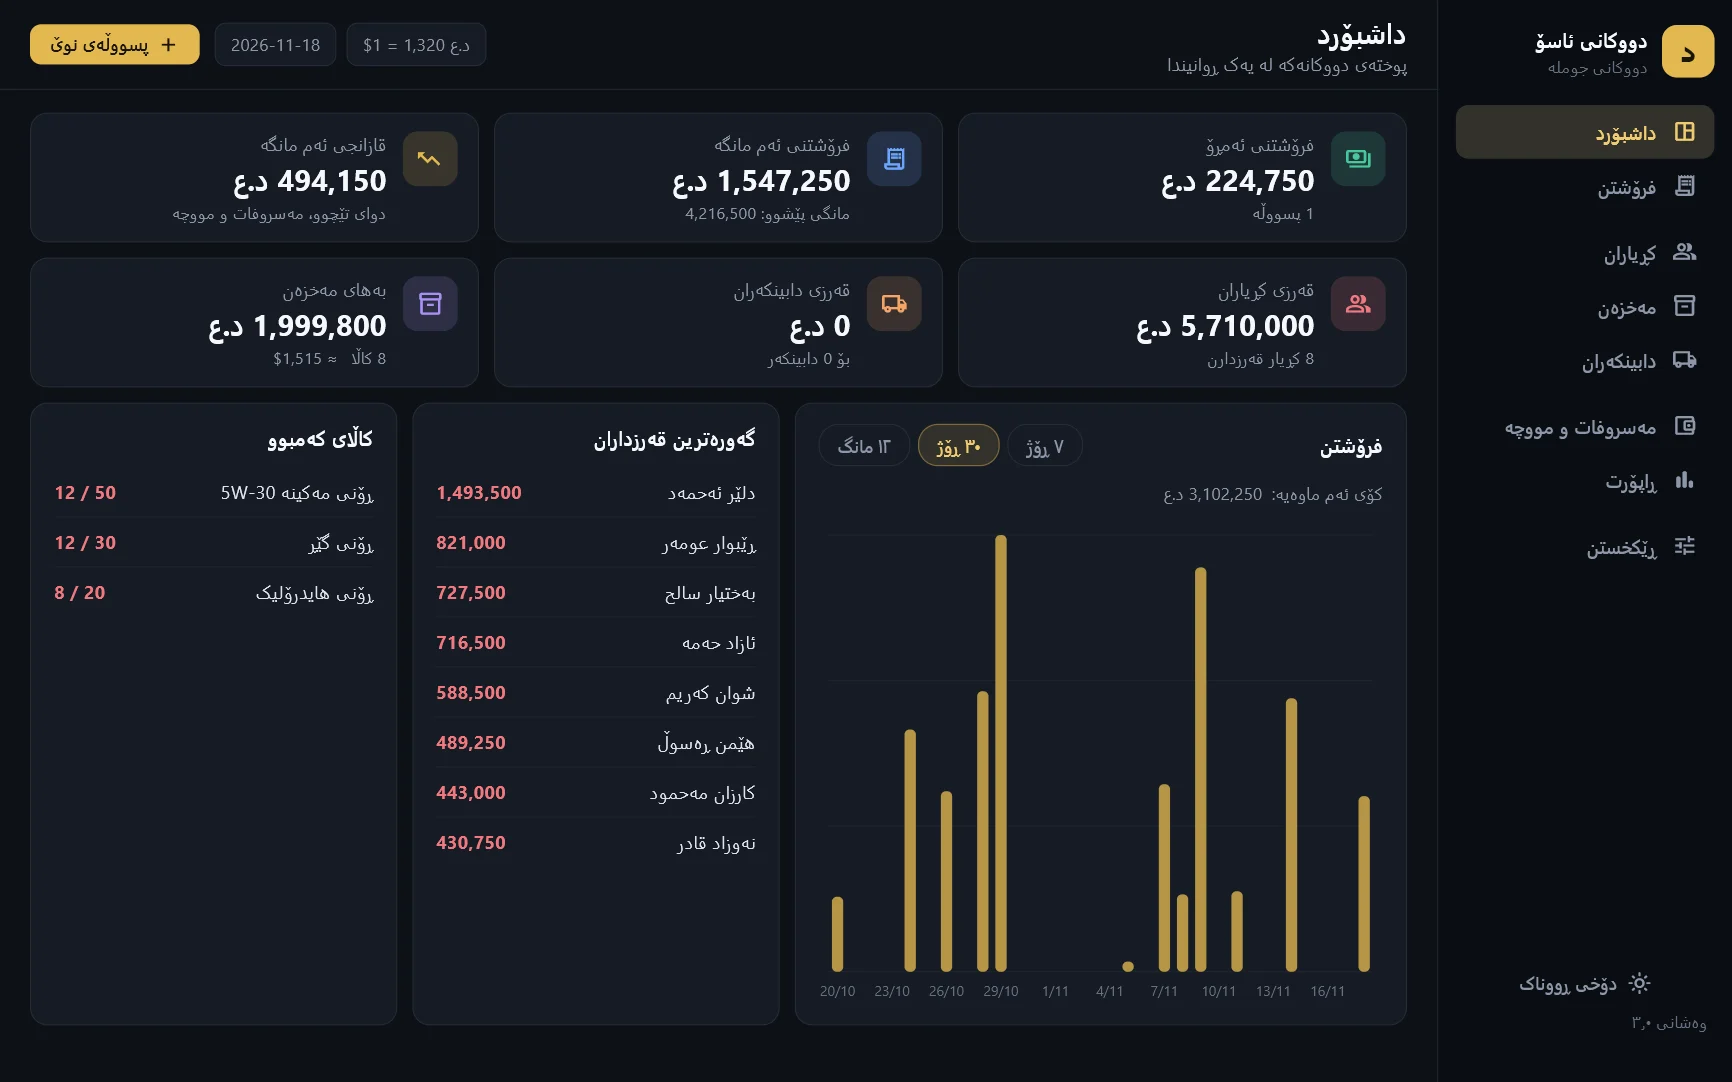 د
دووکانی ئاسۆ
دووکانی جوملە
داشبۆرد
فرۆشتن
کڕیاران
مەخزەن
دابینکەران
مەسروفات و مووچە
ڕاپۆرت
ڕێکخستن
دۆخی ڕووناک
وەشانی ٣٫٠
داشبۆرد
پوختەی دووکانەکە لە یەک ڕوانیندا
$1 = 1,320 د.ع
2026-11-18
+ پسووڵەی نوێ
فرۆشتنی ئەمڕۆ
224,750 د.ع
1 پسووڵە
فرۆشتنی ئەم مانگە
1,547,250 د.ع
مانگی پێشوو: 4,216,500
قازانجی ئەم مانگە
494,150 د.ع
دوای تێچوو، مەسروفات و مووچە
قەرزی کڕیاران
5,710,000 د.ع
8 کڕیار قەرزدارن
قەرزی دابینکەران
0 د.ع
بۆ 0 دابینکەر
بەهای مەخزەن
1,999,800 د.ع
8 کاڵا ≈ $1,515
فرۆشتن
٧ ڕۆژ
٣٠ ڕۆژ
١٢ مانگ
کۆی ئەم ماوەیە: 3,102,250 د.ع
20/10 23/10 26/10 29/10 1/11 4/11 7/11 10/11 13/11 16/11
گەورەترین قەرزداران
دلێر ئەحمەد 1,493,500
ڕێبوار عومەر 821,000
بەختیار سالح 727,500
ئازاد حەمە 716,500
شوان کەریم 588,500
هێمن ڕەسوڵ 489,250
کارزان مەحمود 443,000
نەوزاد قادر 430,750
کاڵای کەمبوو
ڕۆنی مەکینە 5W-30 12 / 50
ڕۆنی گێڕ 12 / 30
ڕۆنی هایدرۆلیک 8 / 20